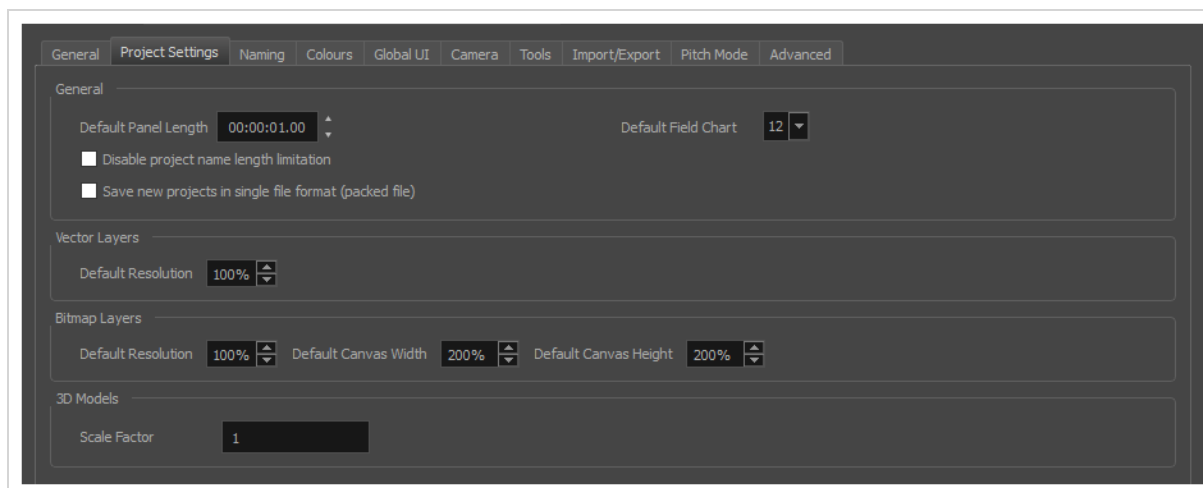 General Project Settings Naming Colours Global UI Camera Tools Import/Export Pitch Mode Advanced
General
Default Panel Length 00:00:01.00 Default Field Chart 12
Disable project name length limitation
Save new projects in single file format (packed file)
Vector Layers
Default Resolution 100%
Bitmap Layers
Default Resolution 100% Default Canvas Width 200% Default Canvas Height 200%
3D Models
Scale Factor 1